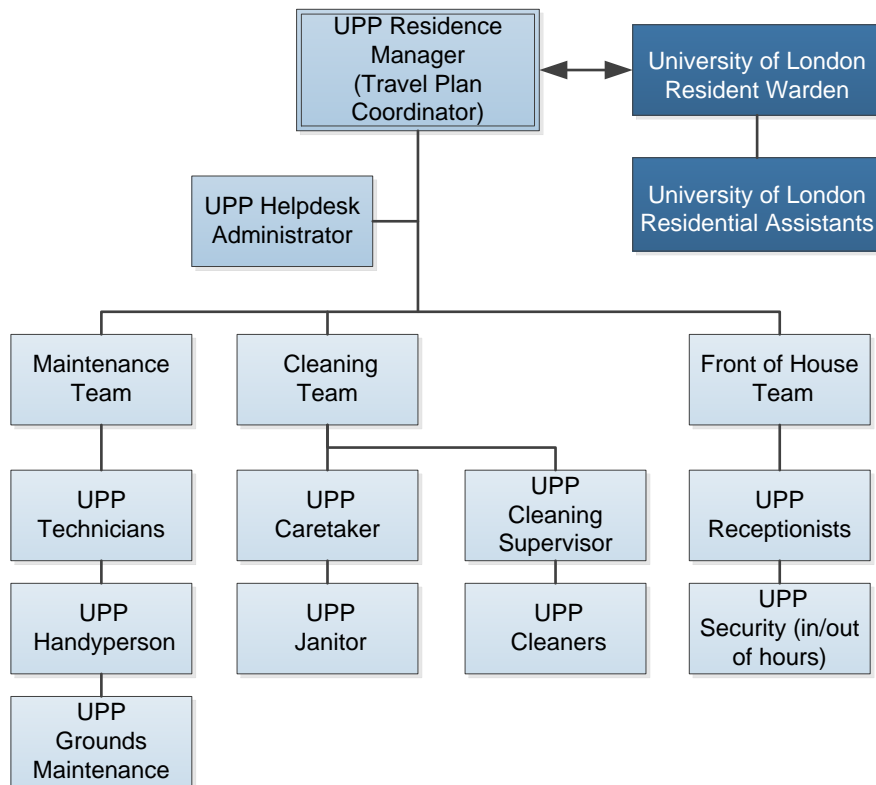 UPP Residence
Manager
(Travel Plan
Coordinator)
University of London
Resident Warden
University of London
Residential Assistants
UPP Helpdesk
Administrator
Maintenance
Team
Cleaning
Team
Front of House
Team
UPP
Technicians
UPP
Caretaker
UPP
Cleaning
Supervisor
UPP
Receptionists
UPP
Handyperson
UPP
Janitor
UPP
Cleaners
UPP
Security (in/out
of hours)
UPP
Grounds
Maintenance